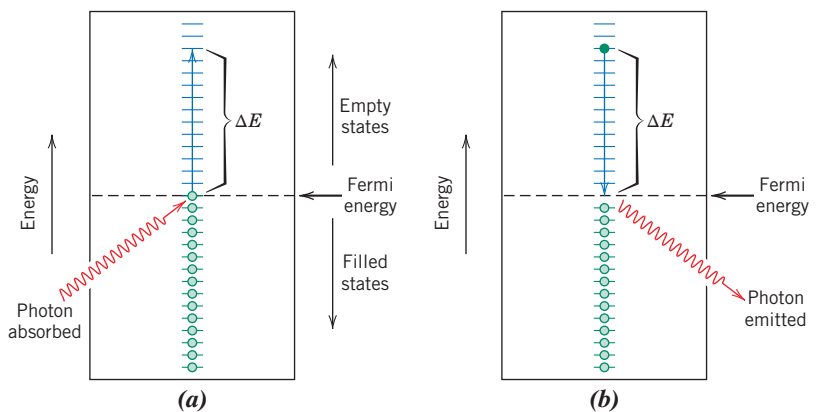 Energy
ΔE
Empty
states
Fermi
energy
Filled
states
Photon
absorbed
(a)
Energy
ΔE
Fermi
energy
Photon
emitted
(b)